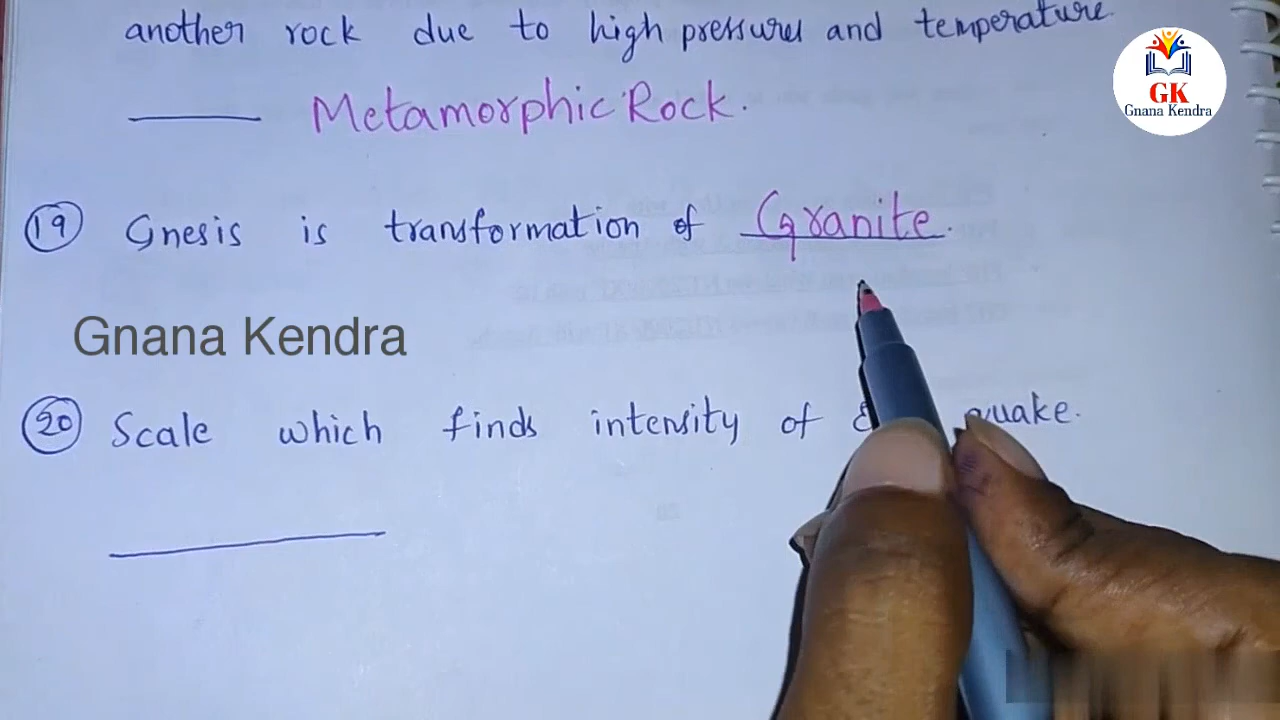 another rock due to high pressures and temperature.
Metamorphic Rock.
GK
Gnana Kendra
19 Gnesis is transformation of Granite.
Gnana Kendra
20 Scale which finds intensity of quake.